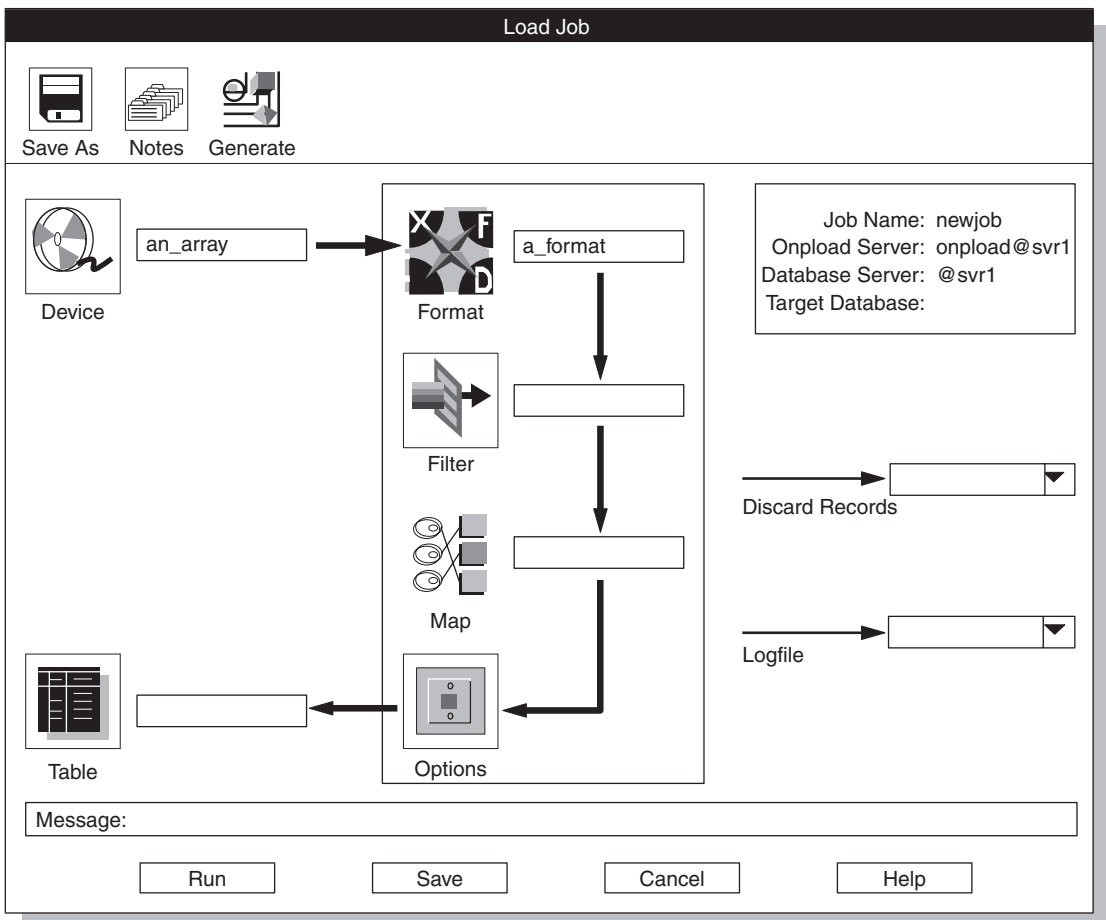 Load Job
Save As
Notes
Generate
Device
an_array
X F D
Format
a_format
Job Name: newjob
Onpload Server: onpload@svr1
Database Server: @svr1
Target Database:
Filter
Discard Records
Map
Logfile
Table
Options
Message:
Run
Save
Cancel
Help